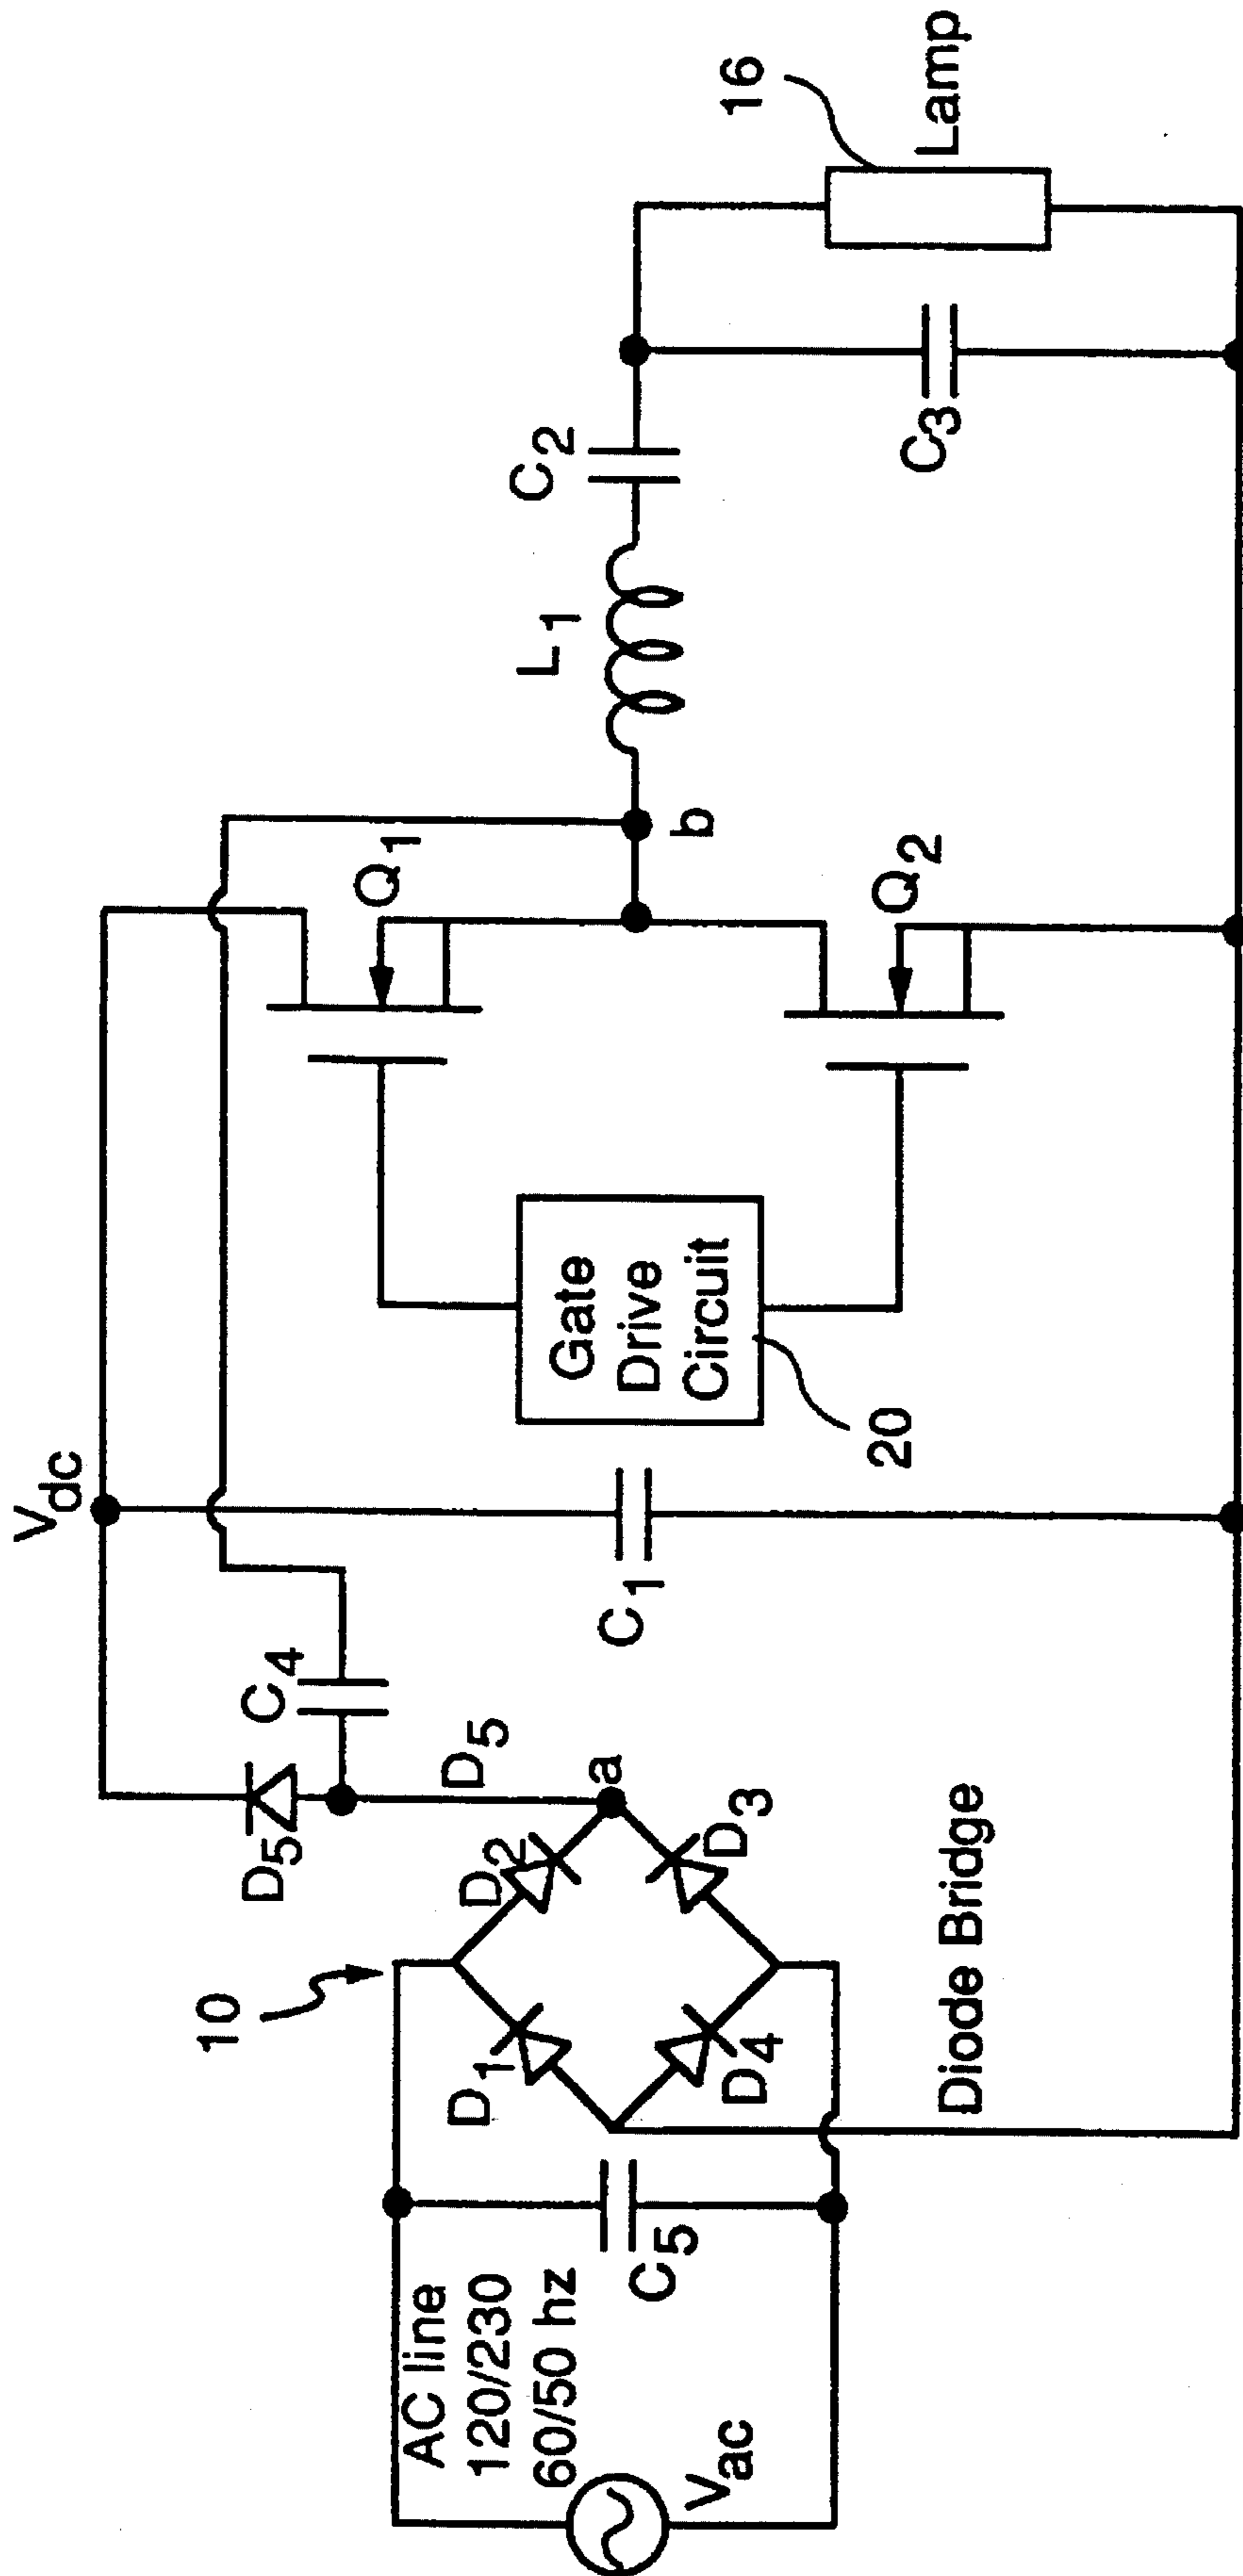 AC line
120/230
60/50 hz
Vac
C5
10
D1
D2
D3
D4
a
D5
D5
C4
Diode Bridge
Vdc
C1
Gate
Drive
Circuit
20
Q1
Q2
b
L1
C2
C3
16
Lamp